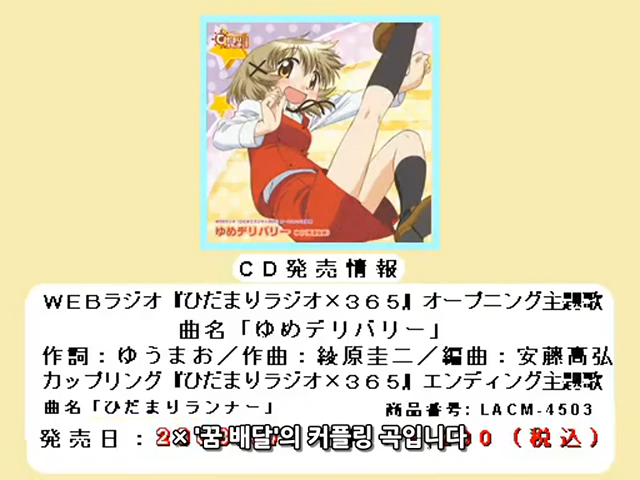 ゆめデリバリー
CD発売情報
WEBラジオ『ひだまりラジオ×365』オープニング主題歌
曲名「ゆめデリバリー」
作詞：ゆうまお／作曲：綾原圭二／編曲：安藤高弘
カップリング『ひだまりラジオ×365』エンディング主題歌
曲名「ひだまりランナー」 商品番号：LACM-4503
発売日：2 00（税込）
× '꿈 배달'의 커플링 곡입니다